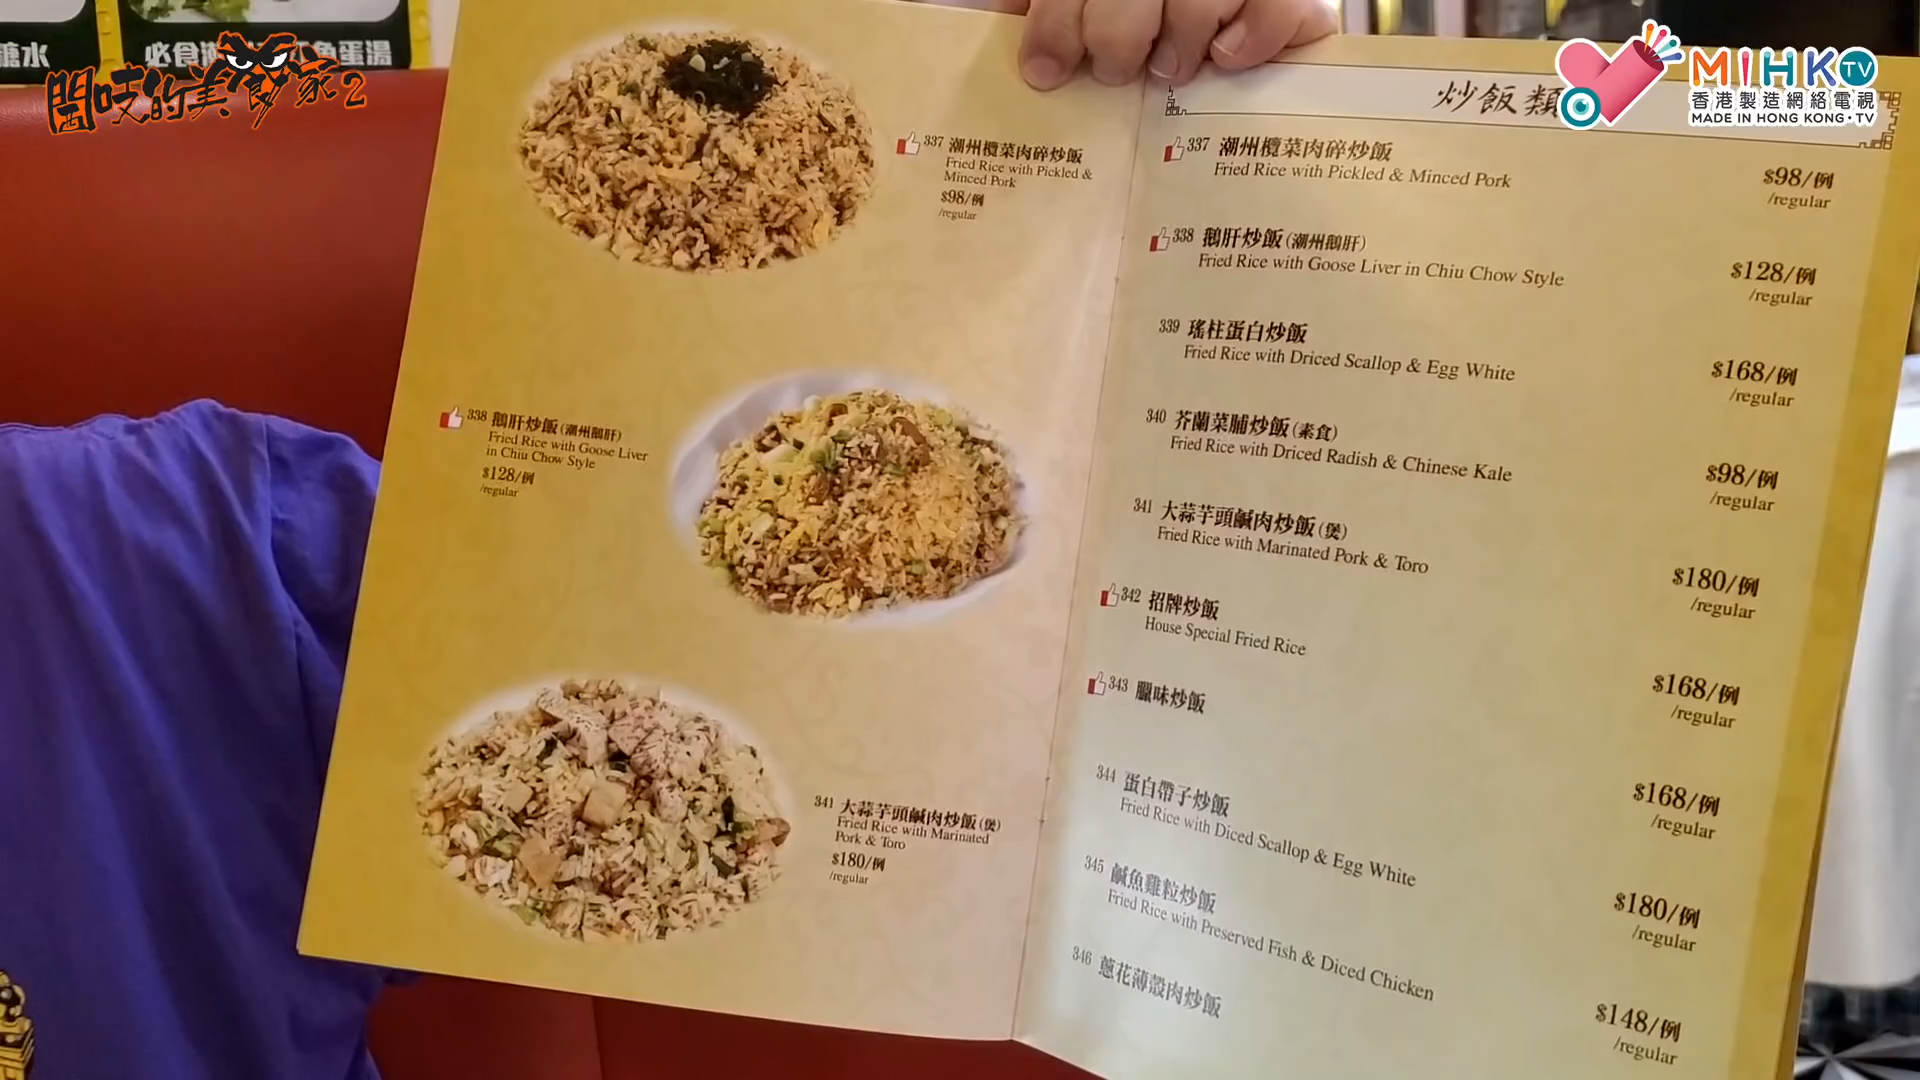 糖水
必食潮
魚蛋湯
開吱的美食家2
MIHK TV
香港製造網絡電視
MADE IN HONG KONG・TV
337 潮州欖菜肉碎炒飯
Fried Rice with Pickled &
Minced Pork
$98/例
/regular
338 鵝肝炒飯(潮州鵝肝)
Fried Rice with Goose Liver
in Chiu Chow Style
$128/例
/regular
341 大蒜芋頭鹹肉炒飯(煲)
Fried Rice with Marinated
Pork & Toro
$180/例
/regular
炒飯類
337 潮州欖菜肉碎炒飯
Fried Rice with Pickled & Minced Pork
$98/例
/regular
338 鵝肝炒飯(潮州鵝肝)
Fried Rice with Goose Liver in Chiu Chow Style
$128/例
/regular
339 瑤柱蛋白炒飯
Fried Rice with Driced Scallop & Egg White
$168/例
/regular
340 芥蘭菜脯炒飯(素食)
Fried Rice with Driced Radish & Chinese Kale
$98/例
/regular
341 大蒜芋頭鹹肉炒飯(煲)
Fried Rice with Marinated Pork & Toro
$180/例
/regular
342 招牌炒飯
House Special Fried Rice
$168/例
/regular
343 臘味炒飯
$168/例
/regular
344 蛋白帶子炒飯
Fried Rice with Diced Scallop & Egg White
$180/例
/regular
345 鹹魚雞粒炒飯
Fried Rice with Preserved Fish & Diced Chicken
$148/例
/regular
346 蔥花薄殼肉炒飯